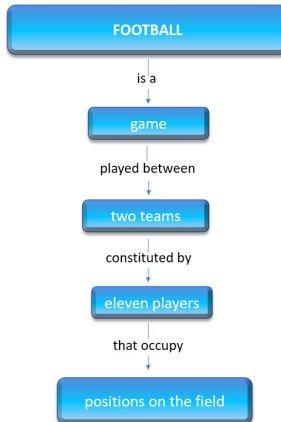 FOOTBALL
is a
game
played between
two teams
constituted by
eleven players
that occupy
positions on the field